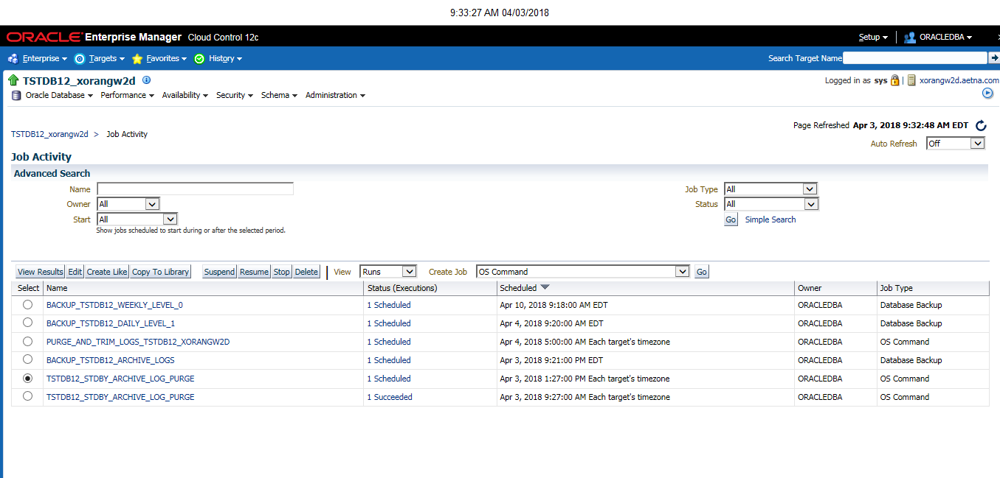 9:33:27 AM 04/03/2018
ORACLE Enterprise Manager Cloud Control 12c Setup ORACLEDBA
Enterprise Targets Favorites History Search Target Name
TSTDB12_xorangw2d Logged in as sys xorangw2d.aetna.com
Oracle Database Performance Availability Security Schema Administration
Page Refreshed Apr 3, 2018 9:32:48 AM EDT
TSTDB12_xorangw2d > Job Activity
Auto Refresh Off
Job Activity
Advanced Search
Name Job Type All
Owner All Status All
Start All Go Simple Search
Show jobs scheduled to start during or after the selected period.
View Results Edit Create Like Copy To Library Suspend Resume Stop Delete View Runs Create Job OS Command Go
Select Name Status (Executions) Scheduled Owner Job Type
BACKUP_TSTDB12_WEEKLY_LEVEL_0 1 Scheduled Apr 10, 2018 9:18:00 AM EDT ORACLEDBA Database Backup
BACKUP_TSTDB12_DAILY_LEVEL_1 1 Scheduled Apr 4, 2018 9:20:00 AM EDT ORACLEDBA Database Backup
PURGE_AND_TRIM_LOGS_TSTDB12_XORANGW2D 1 Scheduled Apr 4, 2018 5:00:00 AM Each target's timezone ORACLEDBA OS Command
BACKUP_TSTDB12_ARCHIVE_LOGS 1 Scheduled Apr 3, 2018 9:21:00 PM EDT ORACLEDBA Database Backup
TSTDB12_STDBY_ARCHIVE_LOG_PURGE 1 Scheduled Apr 3, 2018 1:27:00 PM Each target's timezone ORACLEDBA OS Command
TSTDB12_STDBY_ARCHIVE_LOG_PURGE 1 Succeeded Apr 3, 2018 9:27:00 AM Each target's timezone ORACLEDBA OS Command